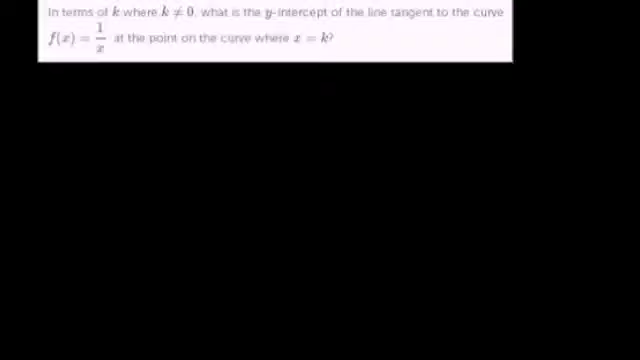 In terms of k where k ≠ 0, what is the y-intercept of the line tangent to the curve
f(x) = 1/x at the point on the curve where x = k?